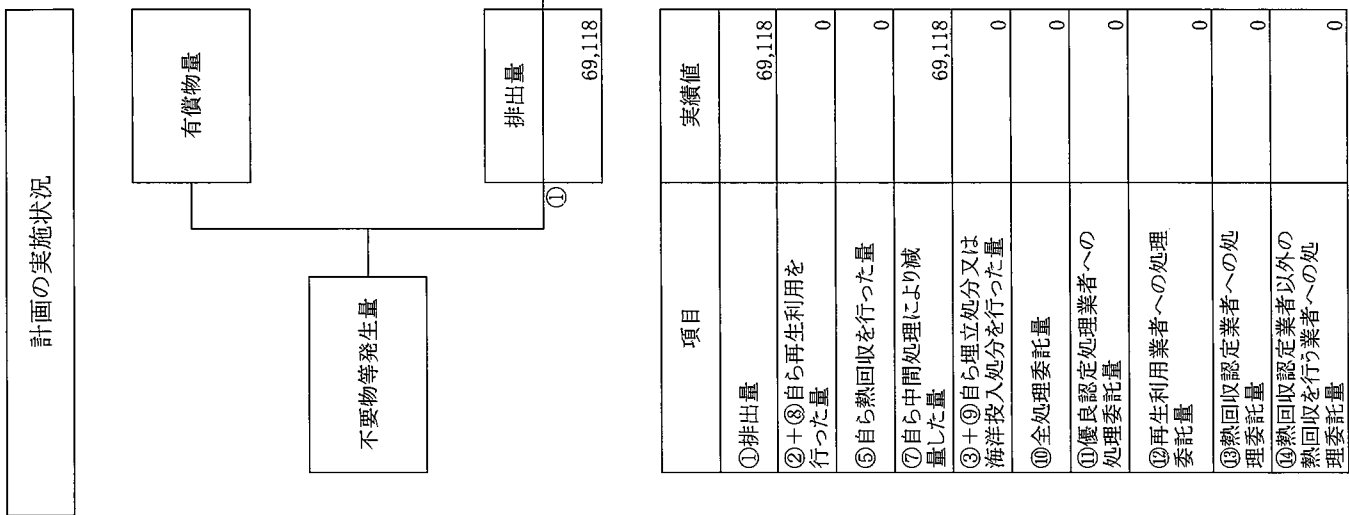 計画の実施状況
有償物量
不要物等発生量
排出量
①
69,118
項目
実績値
①排出量
69,118
②+⑧自ら再生利用を
行った量
0
⑤自ら熱回収を行った量
0
⑦自ら中間処理により減
量した量
69,118
③+⑨自ら埋立処分又は
海洋投入処分を行った量
0
⑩全処理委託量
0
⑪優良認定処理業者への
処理委託量
0
⑫再生利用業者への処理
委託量
0
⑬熱回収認定業者への処
理委託量
0
⑭熱回収認定業者以外の
熱回収を行う業者への処
理委託量
0